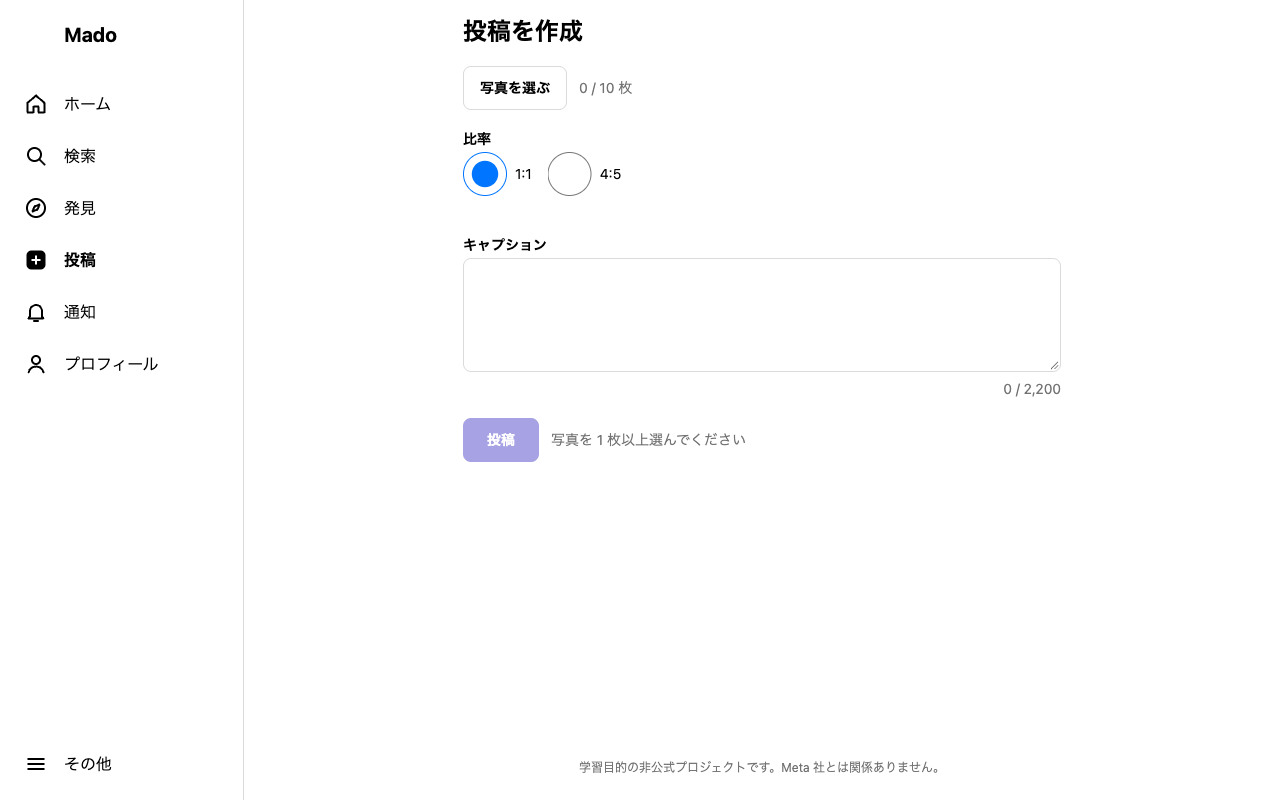 Mado
ホーム
検索
発見
投稿
通知
プロフィール
その他
投稿を作成
写真を選ぶ 0 / 10 枚
比率
1:1 4:5
キャプション
0 / 2,200
投稿 写真を 1 枚以上選んでください
学習目的の非公式プロジェクトです。Meta 社とは関係ありません。